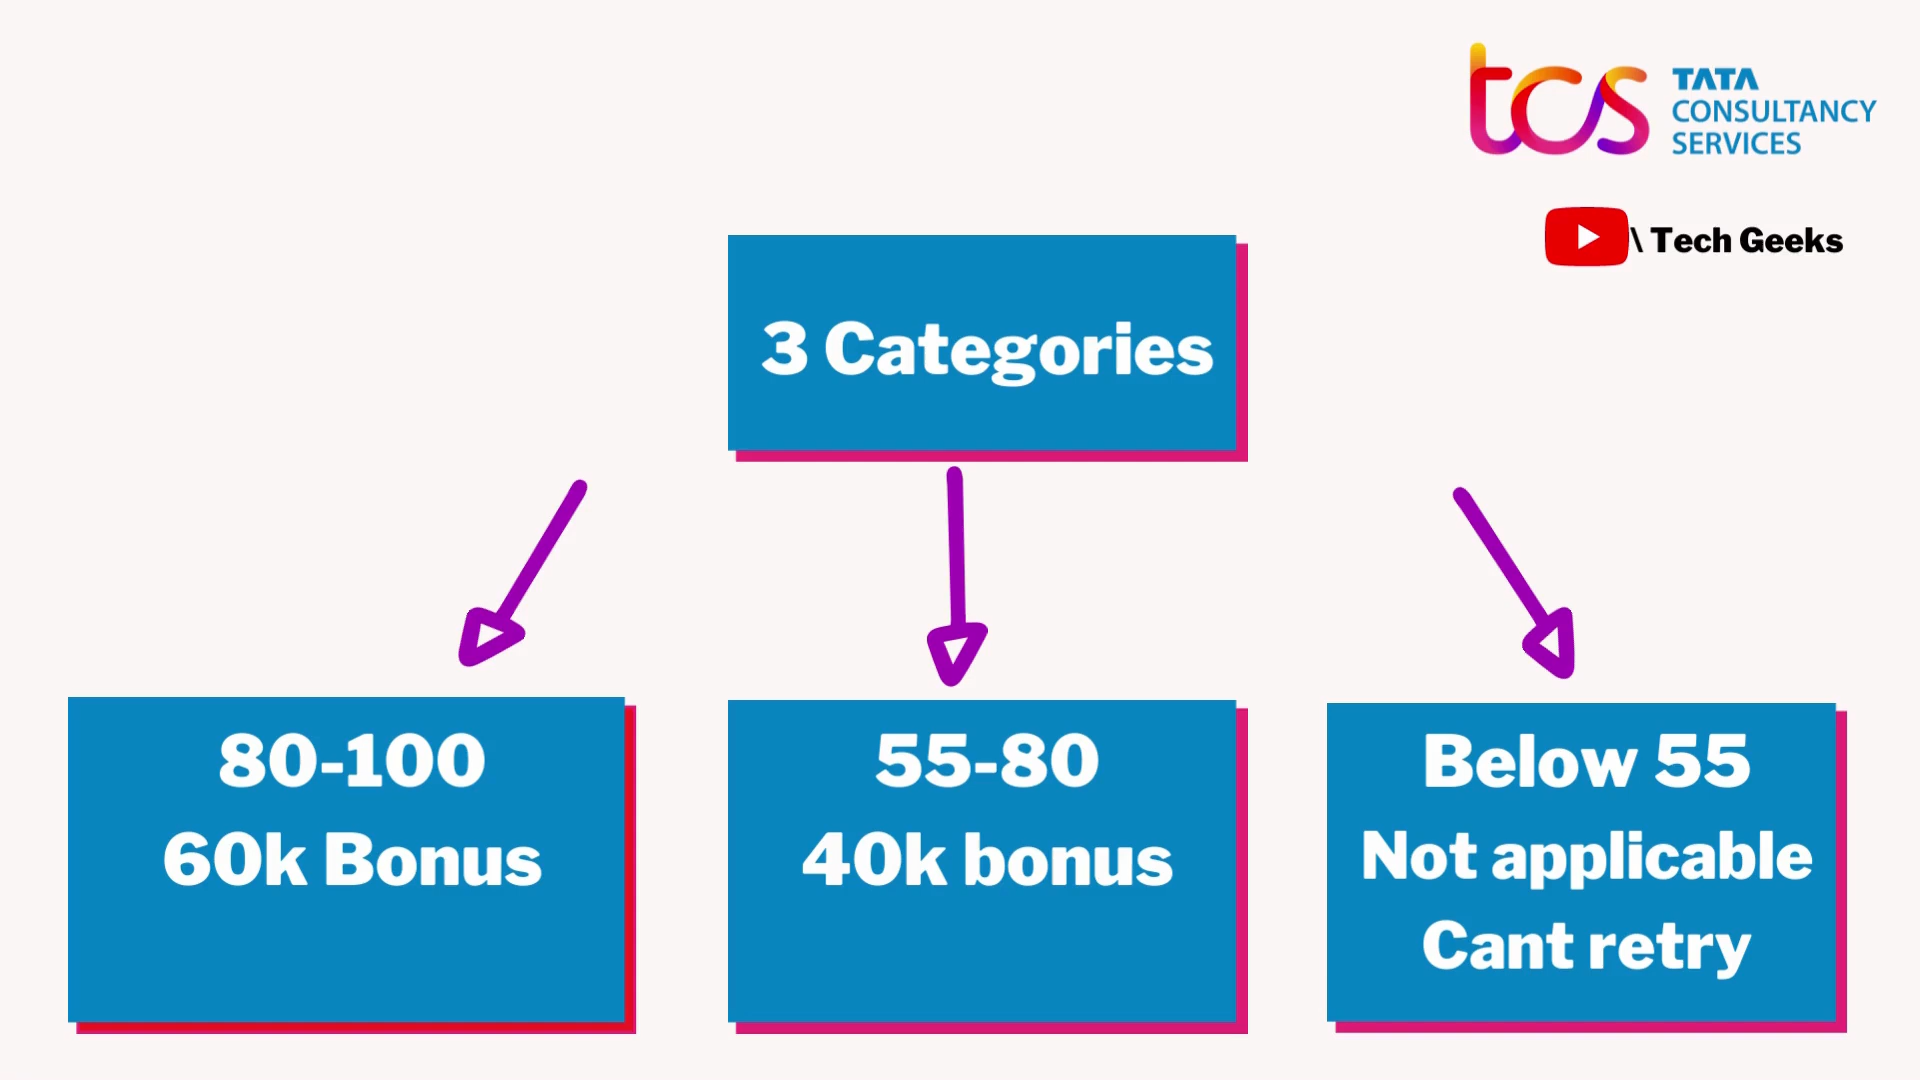 tcs
TATA
CONSULTANCY
SERVICES
\ Tech Geeks
3 Categories
80-100
60k Bonus
55-80
40k bonus
Below 55
Not applicable
Cant retry